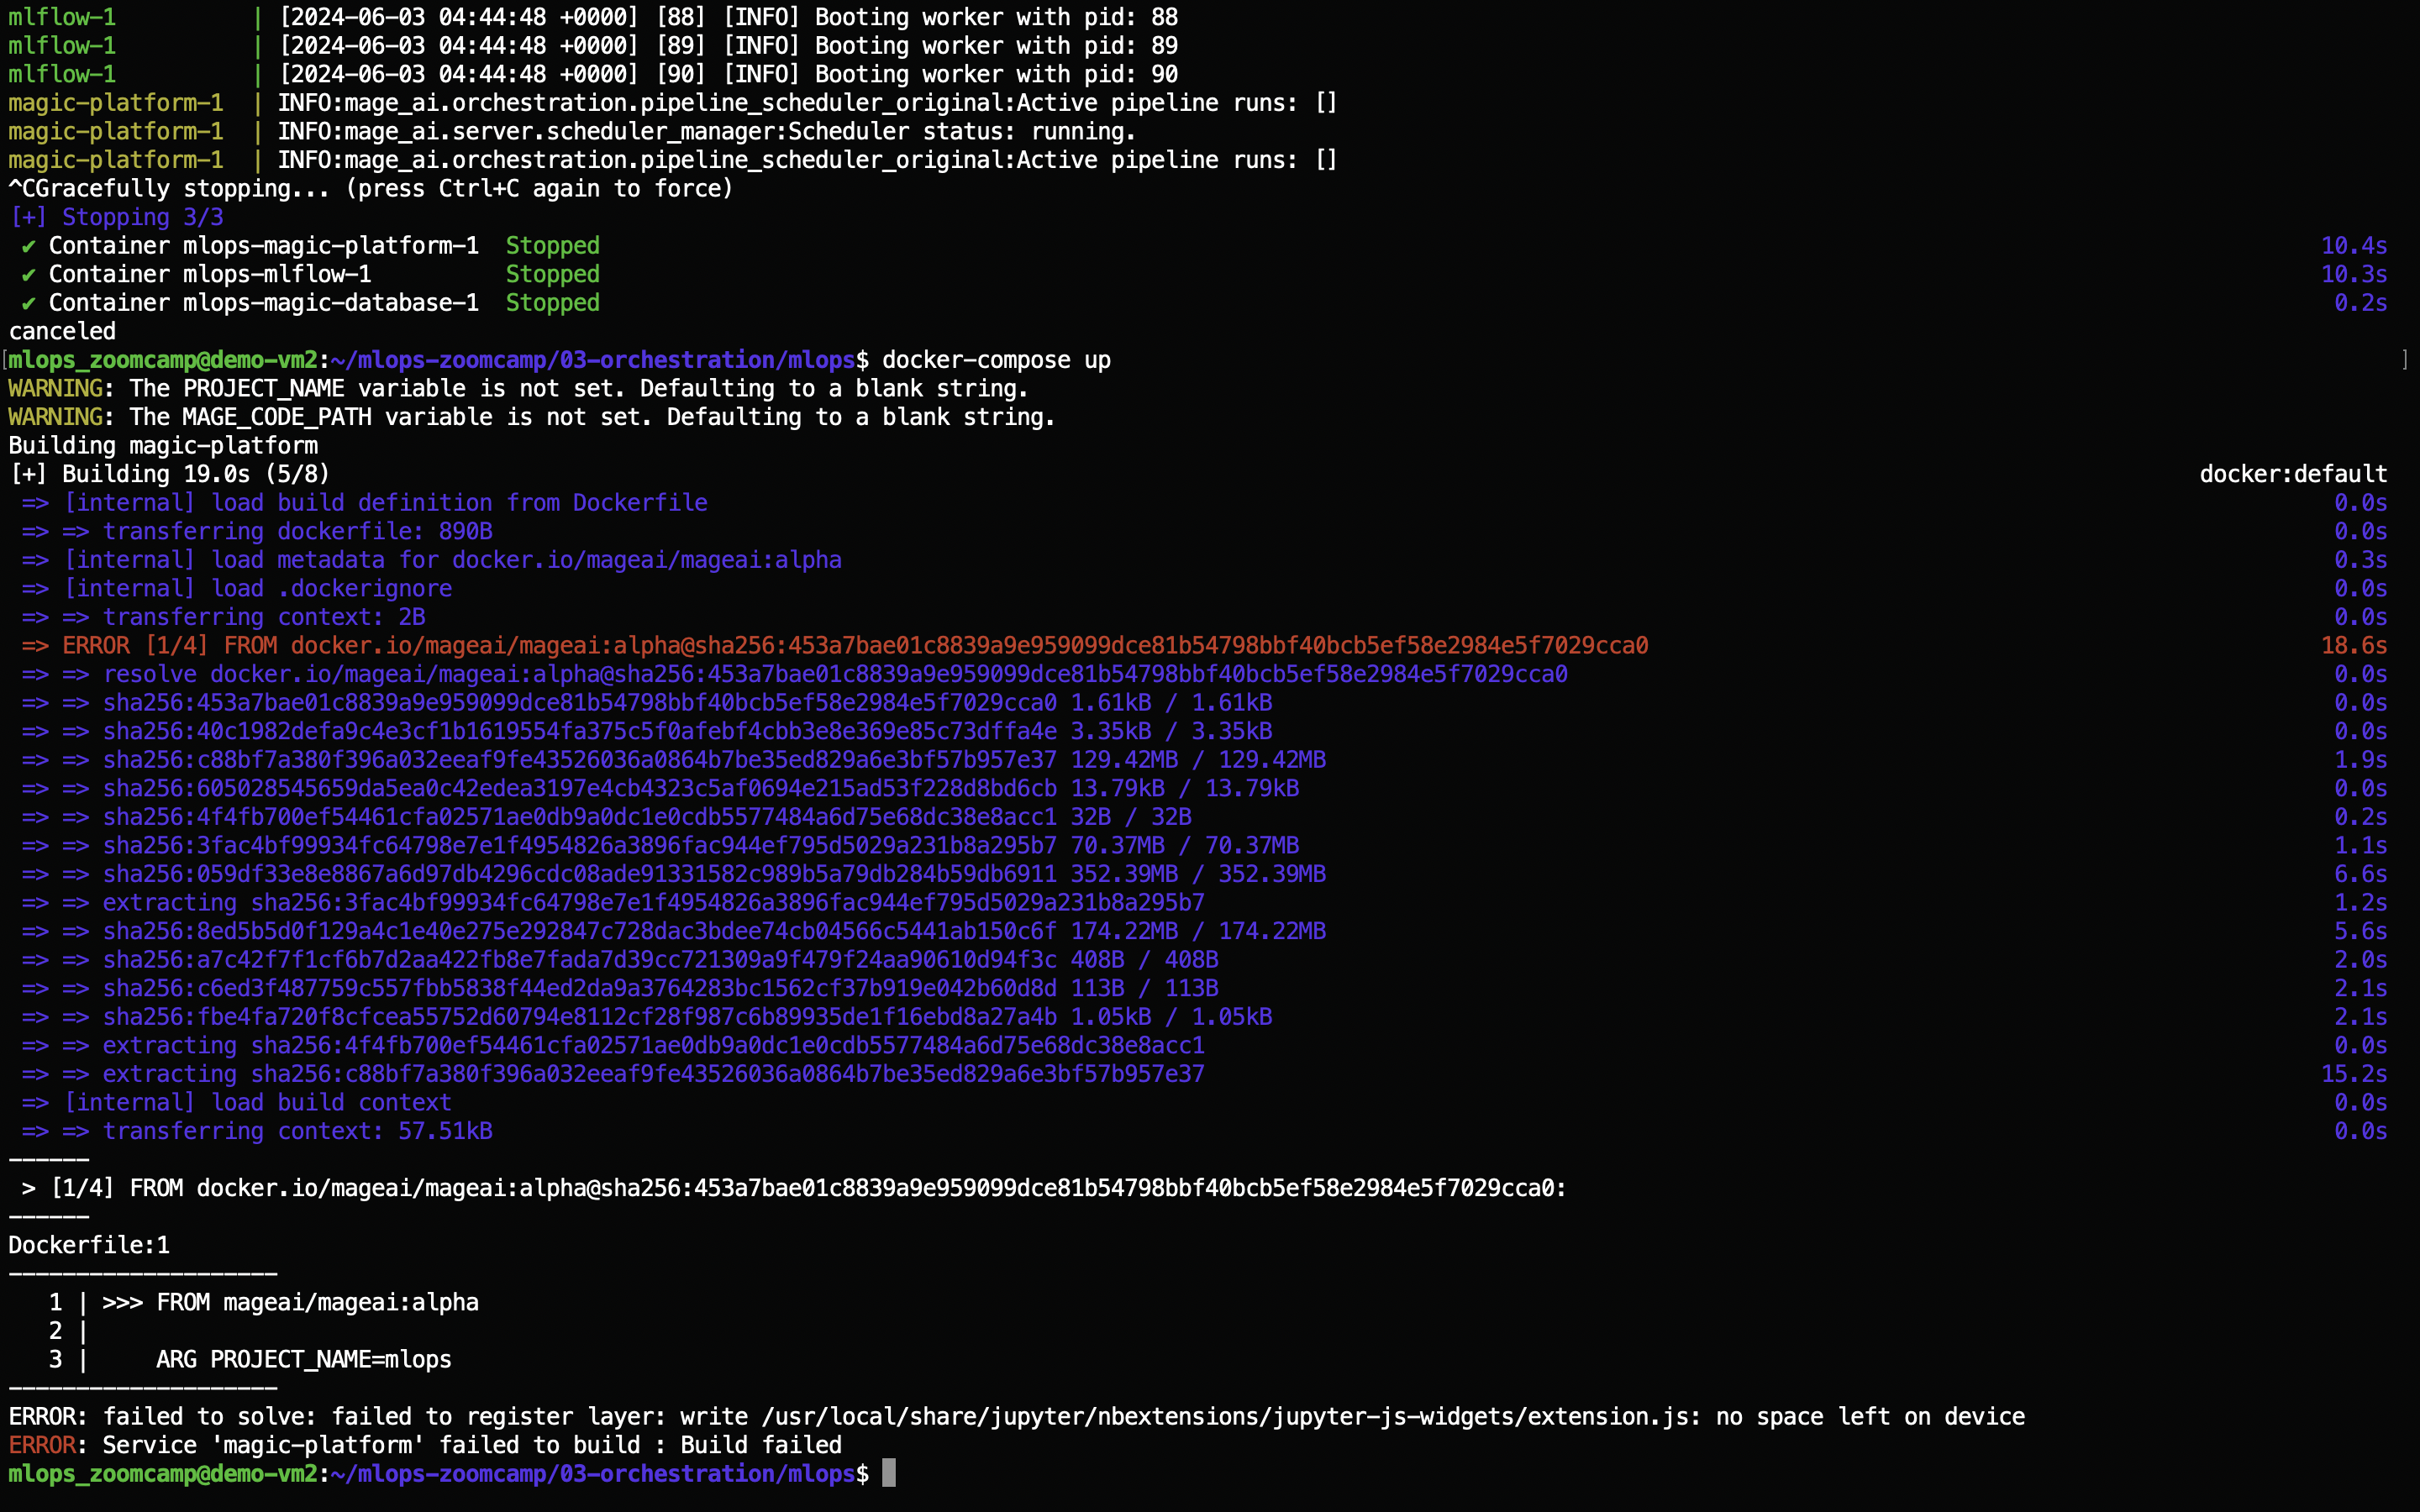 mlflow-1          | [2024-06-03 04:44:48 +0000] [88] [INFO] Booting worker with pid: 88
mlflow-1          | [2024-06-03 04:44:48 +0000] [89] [INFO] Booting worker with pid: 89
mlflow-1          | [2024-06-03 04:44:48 +0000] [90] [INFO] Booting worker with pid: 90
magic-platform-1  | INFO:mage_ai.orchestration.pipeline_scheduler_original:Active pipeline runs: []
magic-platform-1  | INFO:mage_ai.server.scheduler_manager:Scheduler status: running.
magic-platform-1  | INFO:mage_ai.orchestration.pipeline_scheduler_original:Active pipeline runs: []
^CGracefully stopping... (press Ctrl+C again to force)
[+] Stopping 3/3
 ✔ Container mlops-magic-platform-1  Stopped 10.4s
 ✔ Container mlops-mlflow-1          Stopped 10.3s
 ✔ Container mlops-magic-database-1  Stopped 0.2s
canceled
[mlops_zoomcamp@demo-vm2:~/mlops-zoomcamp/03-orchestration/mlops$ docker-compose up ]
WARNING: The PROJECT_NAME variable is not set. Defaulting to a blank string.
WARNING: The MAGE_CODE_PATH variable is not set. Defaulting to a blank string.
Building magic-platform
[+] Building 19.0s (5/8) docker:default
 => [internal] load build definition from Dockerfile 0.0s
 => => transferring dockerfile: 890B 0.0s
 => [internal] load metadata for docker.io/mageai/mageai:alpha 0.3s
 => [internal] load .dockerignore 0.0s
 => => transferring context: 2B 0.0s
 => ERROR [1/4] FROM docker.io/mageai/mageai:alpha@sha256:453a7bae01c8839a9e959099dce81b54798bbf40bcb5ef58e2984e5f7029cca0 18.6s
 => => resolve docker.io/mageai/mageai:alpha@sha256:453a7bae01c8839a9e959099dce81b54798bbf40bcb5ef58e2984e5f7029cca0 0.0s
 => => sha256:453a7bae01c8839a9e959099dce81b54798bbf40bcb5ef58e2984e5f7029cca0 1.61kB / 1.61kB 0.0s
 => => sha256:40c1982defa9c4e3cf1b1619554fa375c5f0afebf4cbb3e8e369e85c73dffa4e 3.35kB / 3.35kB 0.0s
 => => sha256:c88bf7a380f396a032eeaf9fe43526036a0864b7be35ed829a6e3bf57b957e37 129.42MB / 129.42MB 1.9s
 => => sha256:605028545659da5ea0c42edea3197e4cb4323c5af0694e215ad53f228d8bd6cb 13.79kB / 13.79kB 0.0s
 => => sha256:4f4fb700ef54461cfa02571ae0db9a0dc1e0cdb5577484a6d75e68dc38e8acc1 32B / 32B 0.2s
 => => sha256:3fac4bf99934fc64798e7e1f4954826a3896fac944ef795d5029a231b8a295b7 70.37MB / 70.37MB 1.1s
 => => sha256:059df33e8e8867a6d97db4296cdc08ade91331582c989b5a79db284b59db6911 352.39MB / 352.39MB 6.6s
 => => extracting sha256:3fac4bf99934fc64798e7e1f4954826a3896fac944ef795d5029a231b8a295b7 1.2s
 => => sha256:8ed5b5d0f129a4c1e40e275e292847c728dac3bdee74cb04566c5441ab150c6f 174.22MB / 174.22MB 5.6s
 => => sha256:a7c42f7f1cf6b7d2aa422fb8e7fada7d39cc721309a9f479f24aa90610d94f3c 408B / 408B 2.0s
 => => sha256:c6ed3f487759c557fbb5838f44ed2da9a3764283bc1562cf37b919e042b60d8d 113B / 113B 2.1s
 => => sha256:fbe4fa720f8cfcea55752d60794e8112cf28f987c6b89935de1f16ebd8a27a4b 1.05kB / 1.05kB 2.1s
 => => extracting sha256:4f4fb700ef54461cfa02571ae0db9a0dc1e0cdb5577484a6d75e68dc38e8acc1 0.0s
 => => extracting sha256:c88bf7a380f396a032eeaf9fe43526036a0864b7be35ed829a6e3bf57b957e37 15.2s
 => [internal] load build context 0.0s
 => => transferring context: 57.51kB 0.0s
------
 > [1/4] FROM docker.io/mageai/mageai:alpha@sha256:453a7bae01c8839a9e959099dce81b54798bbf40bcb5ef58e2984e5f7029cca0:
------
Dockerfile:1
--------------------
   1 | >>> FROM mageai/mageai:alpha
   2 |
   3 |     ARG PROJECT_NAME=mlops
--------------------
ERROR: failed to solve: failed to register layer: write /usr/local/share/jupyter/nbextensions/jupyter-js-widgets/extension.js: no space left on device
ERROR: Service 'magic-platform' failed to build : Build failed
mlops_zoomcamp@demo-vm2:~/mlops-zoomcamp/03-orchestration/mlops$